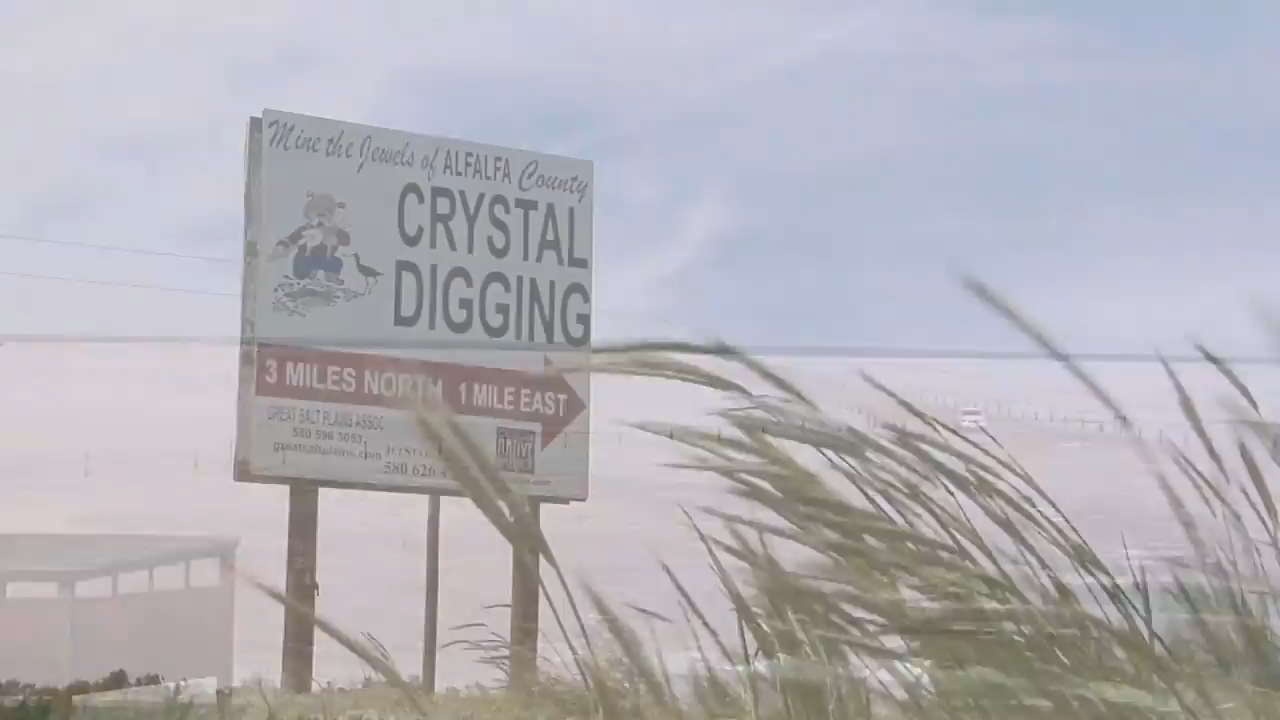 Mine the Jewels of ALFALFA County
CRYSTAL
DIGGING
3 MILES NORTH 1 MILE EAST
GREAT SALT PLAINS ASSOC
580 596 3053
greatsaltplains.com
580 626